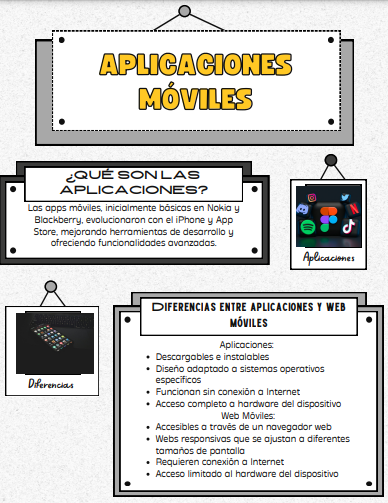 APLICACIONES
MÓVILES
¿QUÉ SON LAS
APLICACIONES?
Las apps móviles, inicialmente básicas en Nokia y
Blackberry, evolucionaron con el iPhone y App
Store, mejorando herramientas de desarrollo y
ofreciendo funcionalidades avanzadas.
Aplicaciones
Diferencias
DIFERENCIAS ENTRE APLICACIONES Y WEB
MÓVILES
Aplicaciones:
• Descargables e instalables
• Diseño adaptado a sistemas operativos
específicos
• Funcionan sin conexión a Internet
• Acceso completo a hardware del dispositivo
Web Móviles:
• Accesibles a través de un navegador web
• Webs responsivas que se ajustan a diferentes
tamaños de pantalla
• Requieren conexión a Internet
• Acceso limitado al hardware del dispositivo